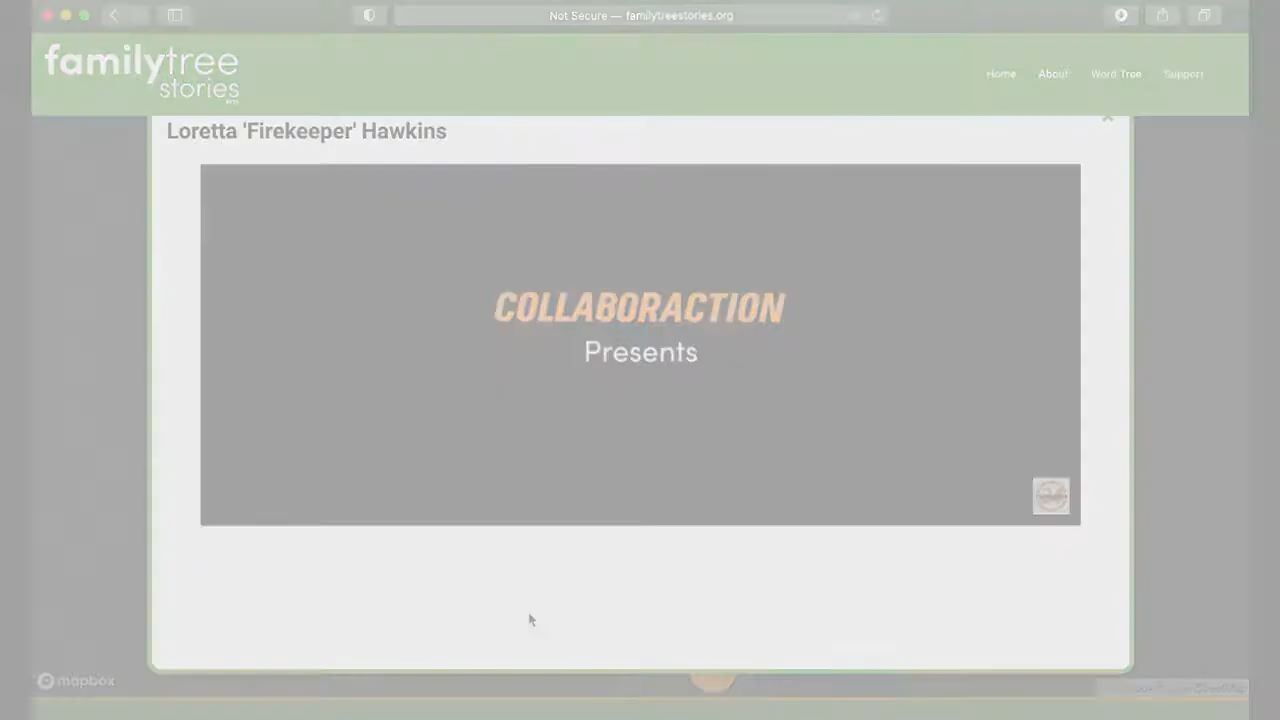 Not Secure — familytreestories.org
familytree
stories
Home About Word Tree Support
Loretta 'Firekeeper' Hawkins
COLLABORACTION
Presents
mapbox